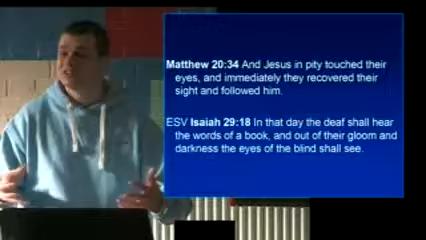 Matthew 20:34 And Jesus in pity touched their
eyes, and immediately they recovered their
sight and followed him.
ESV Isaiah 29:18 In that day the deaf shall hear
the words of a book, and out of their gloom and
darkness the eyes of the blind shall see.